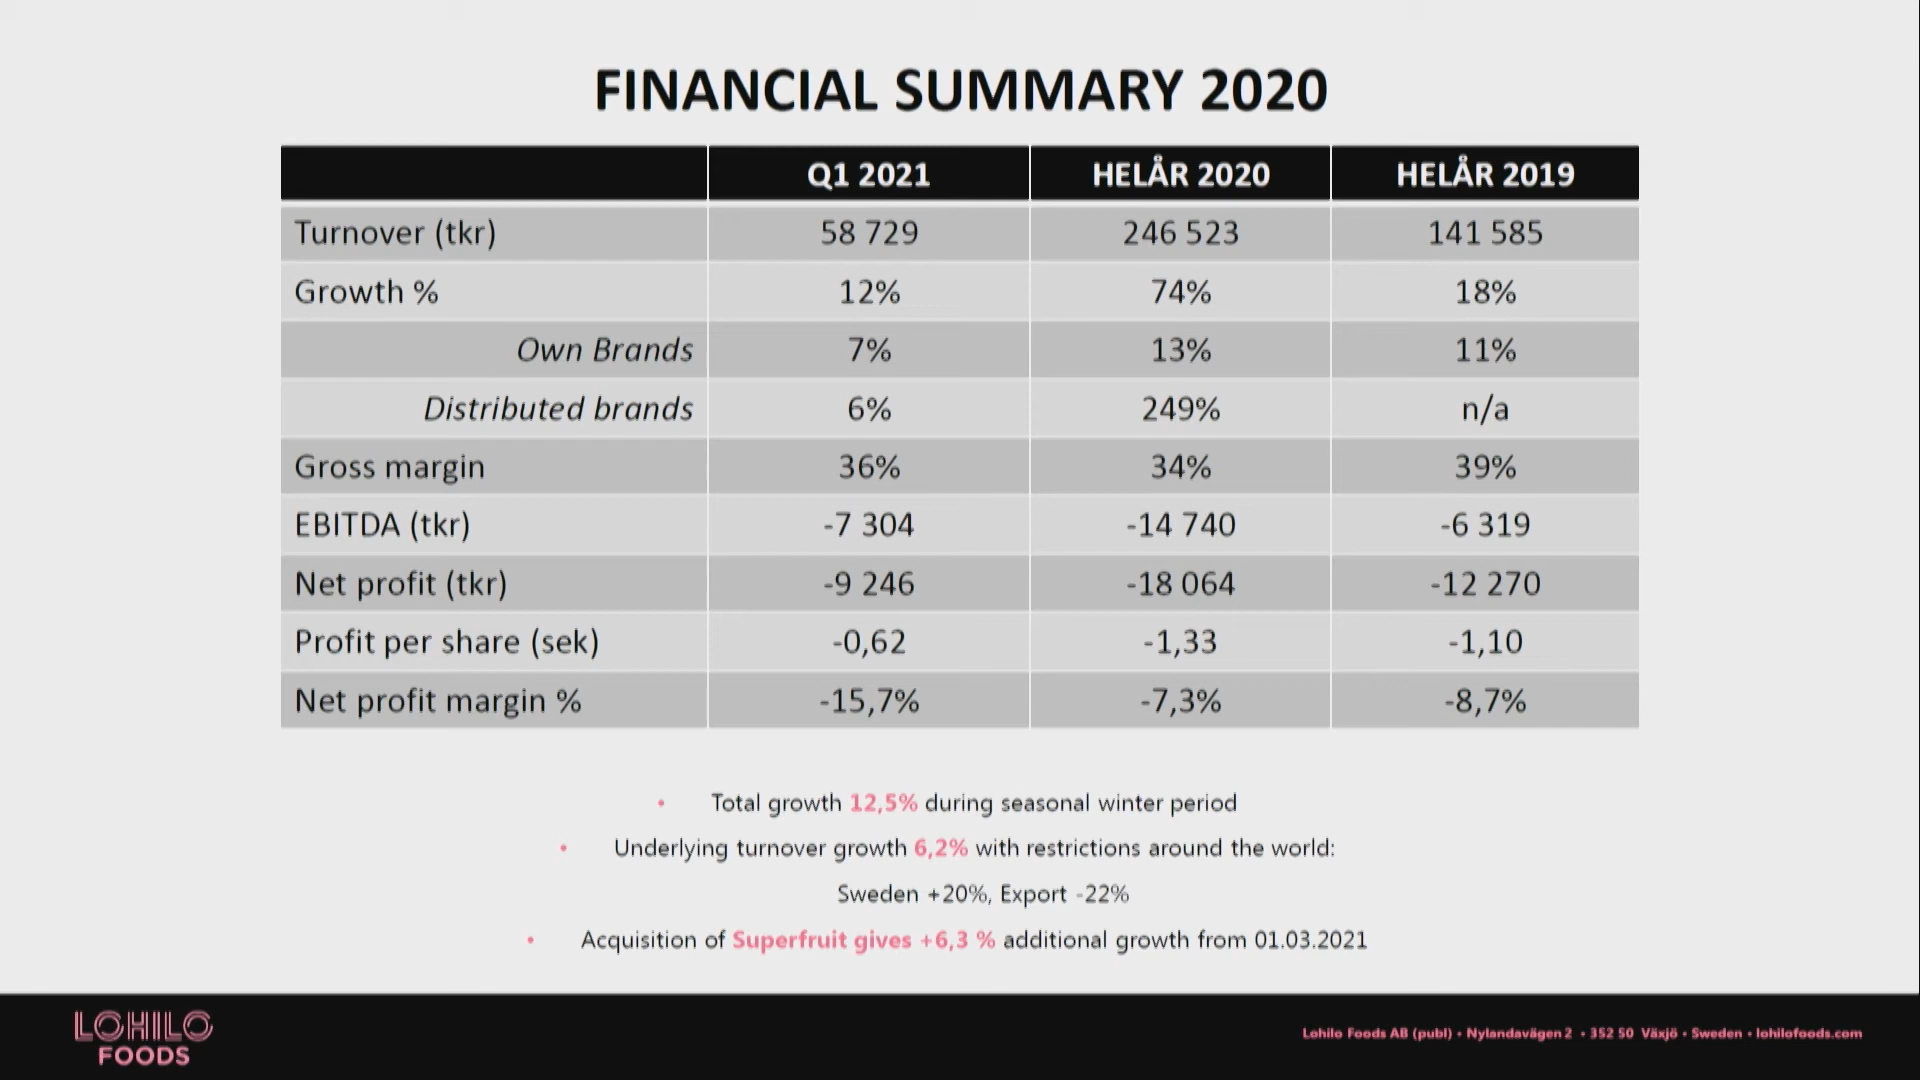 FINANCIAL SUMMARY 2020
Q1 2021 HELÅR 2020 HELÅR 2019
Turnover (tkr) 58 729 246 523 141 585
Growth % 12% 74% 18%
Own Brands 7% 13% 11%
Distributed brands 6% 249% n/a
Gross margin 36% 34% 39%
EBITDA (tkr) -7 304 -14 740 -6 319
Net profit (tkr) -9 246 -18 064 -12 270
Profit per share (sek) -0,62 -1,33 -1,10
Net profit margin % -15,7% -7,3% -8,7%
• Total growth 12,5% during seasonal winter period
• Underlying turnover growth 6,2% with restrictions around the world:
Sweden +20%, Export -22%
• Acquisition of Superfruit gives +6,3 % additional growth from 01.03.2021
LOHILO
FOODS
Lohilo Foods AB (publ) • Nylandavägen 2 • 352 50 Växjö • Sweden • lohilofoods.com